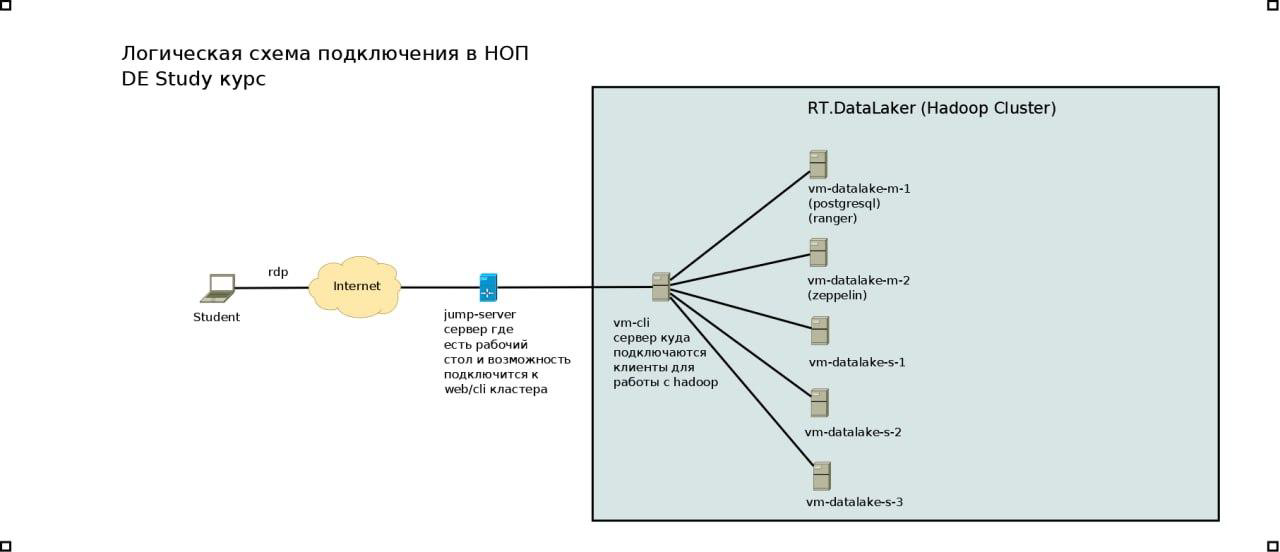 Логическая схема подключения в НОП
DE Study курс
RT.DataLaker (Hadoop Cluster)
vm-datalake-m-1
(postgresql)
(ranger)
rdp
Internet
Student
jump-server
сервер где
есть рабочий
стол и возможность
подключится к
web/cli кластера
vm-cli
сервер куда
подключаются
клиенты для
работы с hadoop
vm-datalake-m-2
(zeppelin)
vm-datalake-s-1
vm-datalake-s-2
vm-datalake-s-3